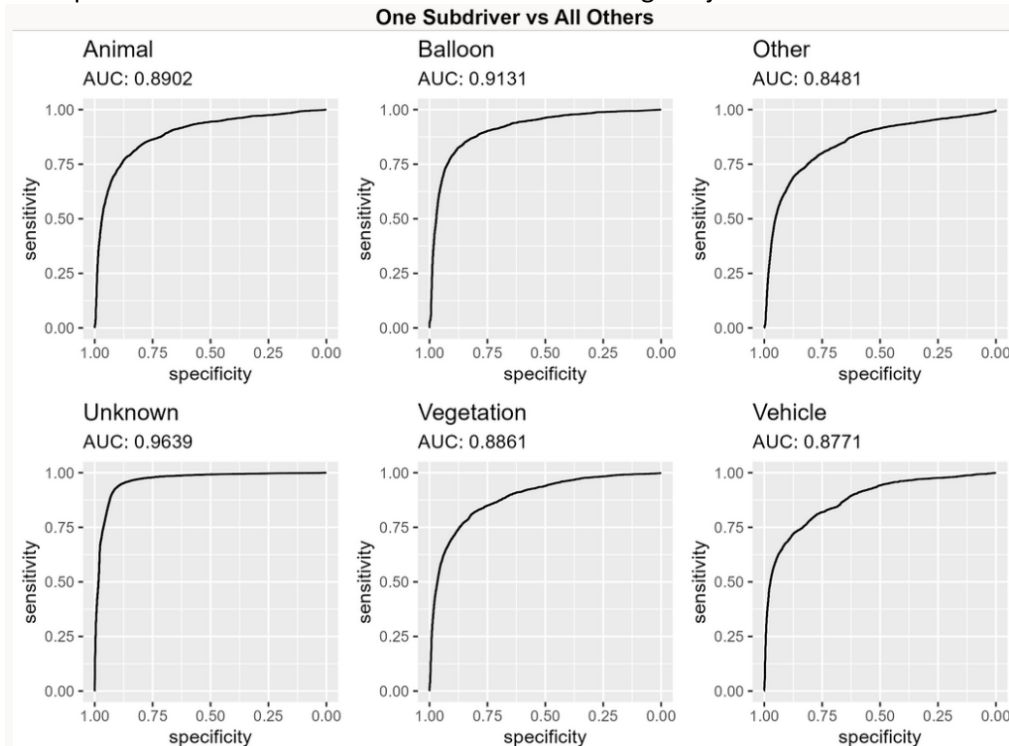 One Subdriver vs All Others
Animal
AUC: 0.8902
Balloon
AUC: 0.9131
Other
AUC: 0.8481
1.00
0.75
0.50
0.25
0.00
sensitivity
1.00 0.75 0.50 0.25 0.00
specificity
1.00
0.75
0.50
0.25
0.00
sensitivity
1.00 0.75 0.50 0.25 0.00
specificity
1.00
0.75
0.50
0.25
0.00
sensitivity
1.00 0.75 0.50 0.25 0.00
specificity
Unknown
AUC: 0.9639
Vegetation
AUC: 0.8861
Vehicle
AUC: 0.8771
1.00
0.75
0.50
0.25
0.00
sensitivity
1.00 0.75 0.50 0.25 0.00
specificity
1.00
0.75
0.50
0.25
0.00
sensitivity
1.00 0.75 0.50 0.25 0.00
specificity
1.00
0.75
0.50
0.25
0.00
sensitivity
1.00 0.75 0.50 0.25 0.00
specificity